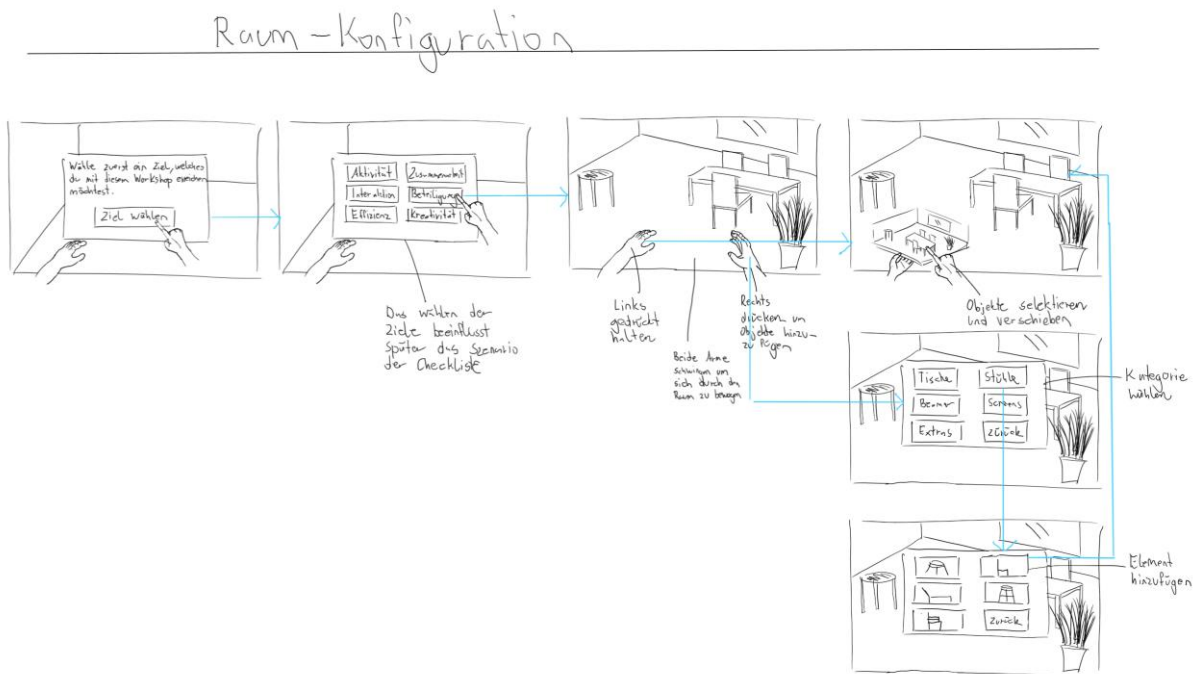 Raum-Konfiguration
Wähle zuerst ein Ziel, welches
du mit diesem Workshop erreichen
möchtest.
Ziel wählen
Aktivität
Zusammenarbeit
Interaktion
Beteiligung
Effizienz
Kreativität
Das wählen der
Ziele beeinflusst
später das Szenario
der Checkliste
Links
gedrückt
halten
Beide Arme
schwingen um
sich durch den
Raum zu bewegen
Rechts
drücken um
Objekte hinzu-
zufügen
Objekte selektieren
und verschieben
Tische
Stühle
Beamer
Screens
Extras
zurück
Kategorie
wählen
zurück
Element
hinzufügen